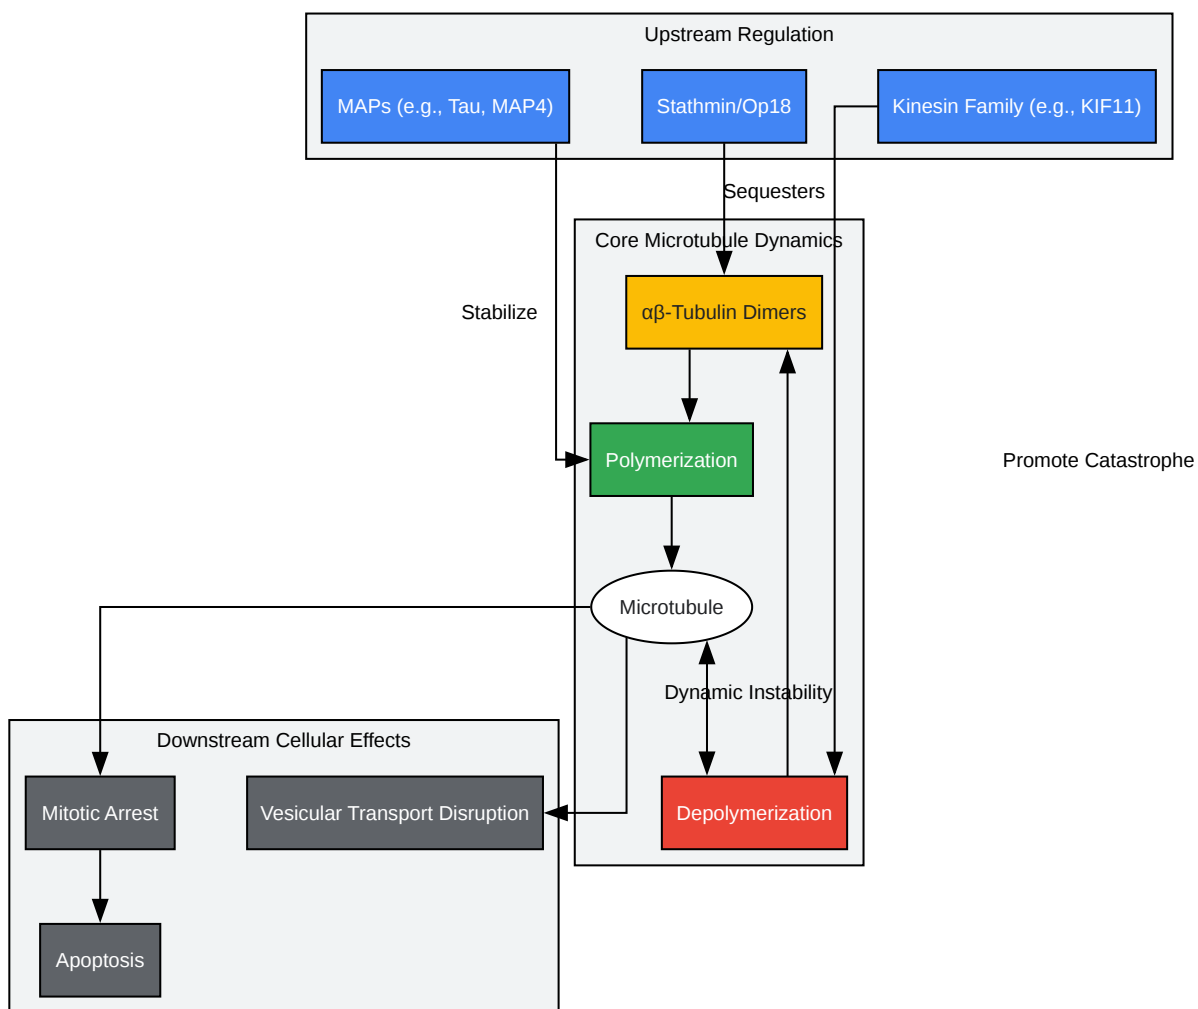 Upstream Regulation
MAPs (e.g., Tau, MAP4)
Stathmin/Op18
Kinesin Family (e.g., KIF11)
Sequesters
Core Microtubule Dynamics
αβ-Tubulin Dimers
Stabilize
Polymerization
Promote Catastrophe
Microtubule
Dynamic Instability
Downstream Cellular Effects
Mitotic Arrest
Vesicular Transport Disruption
Depolymerization
Apoptosis